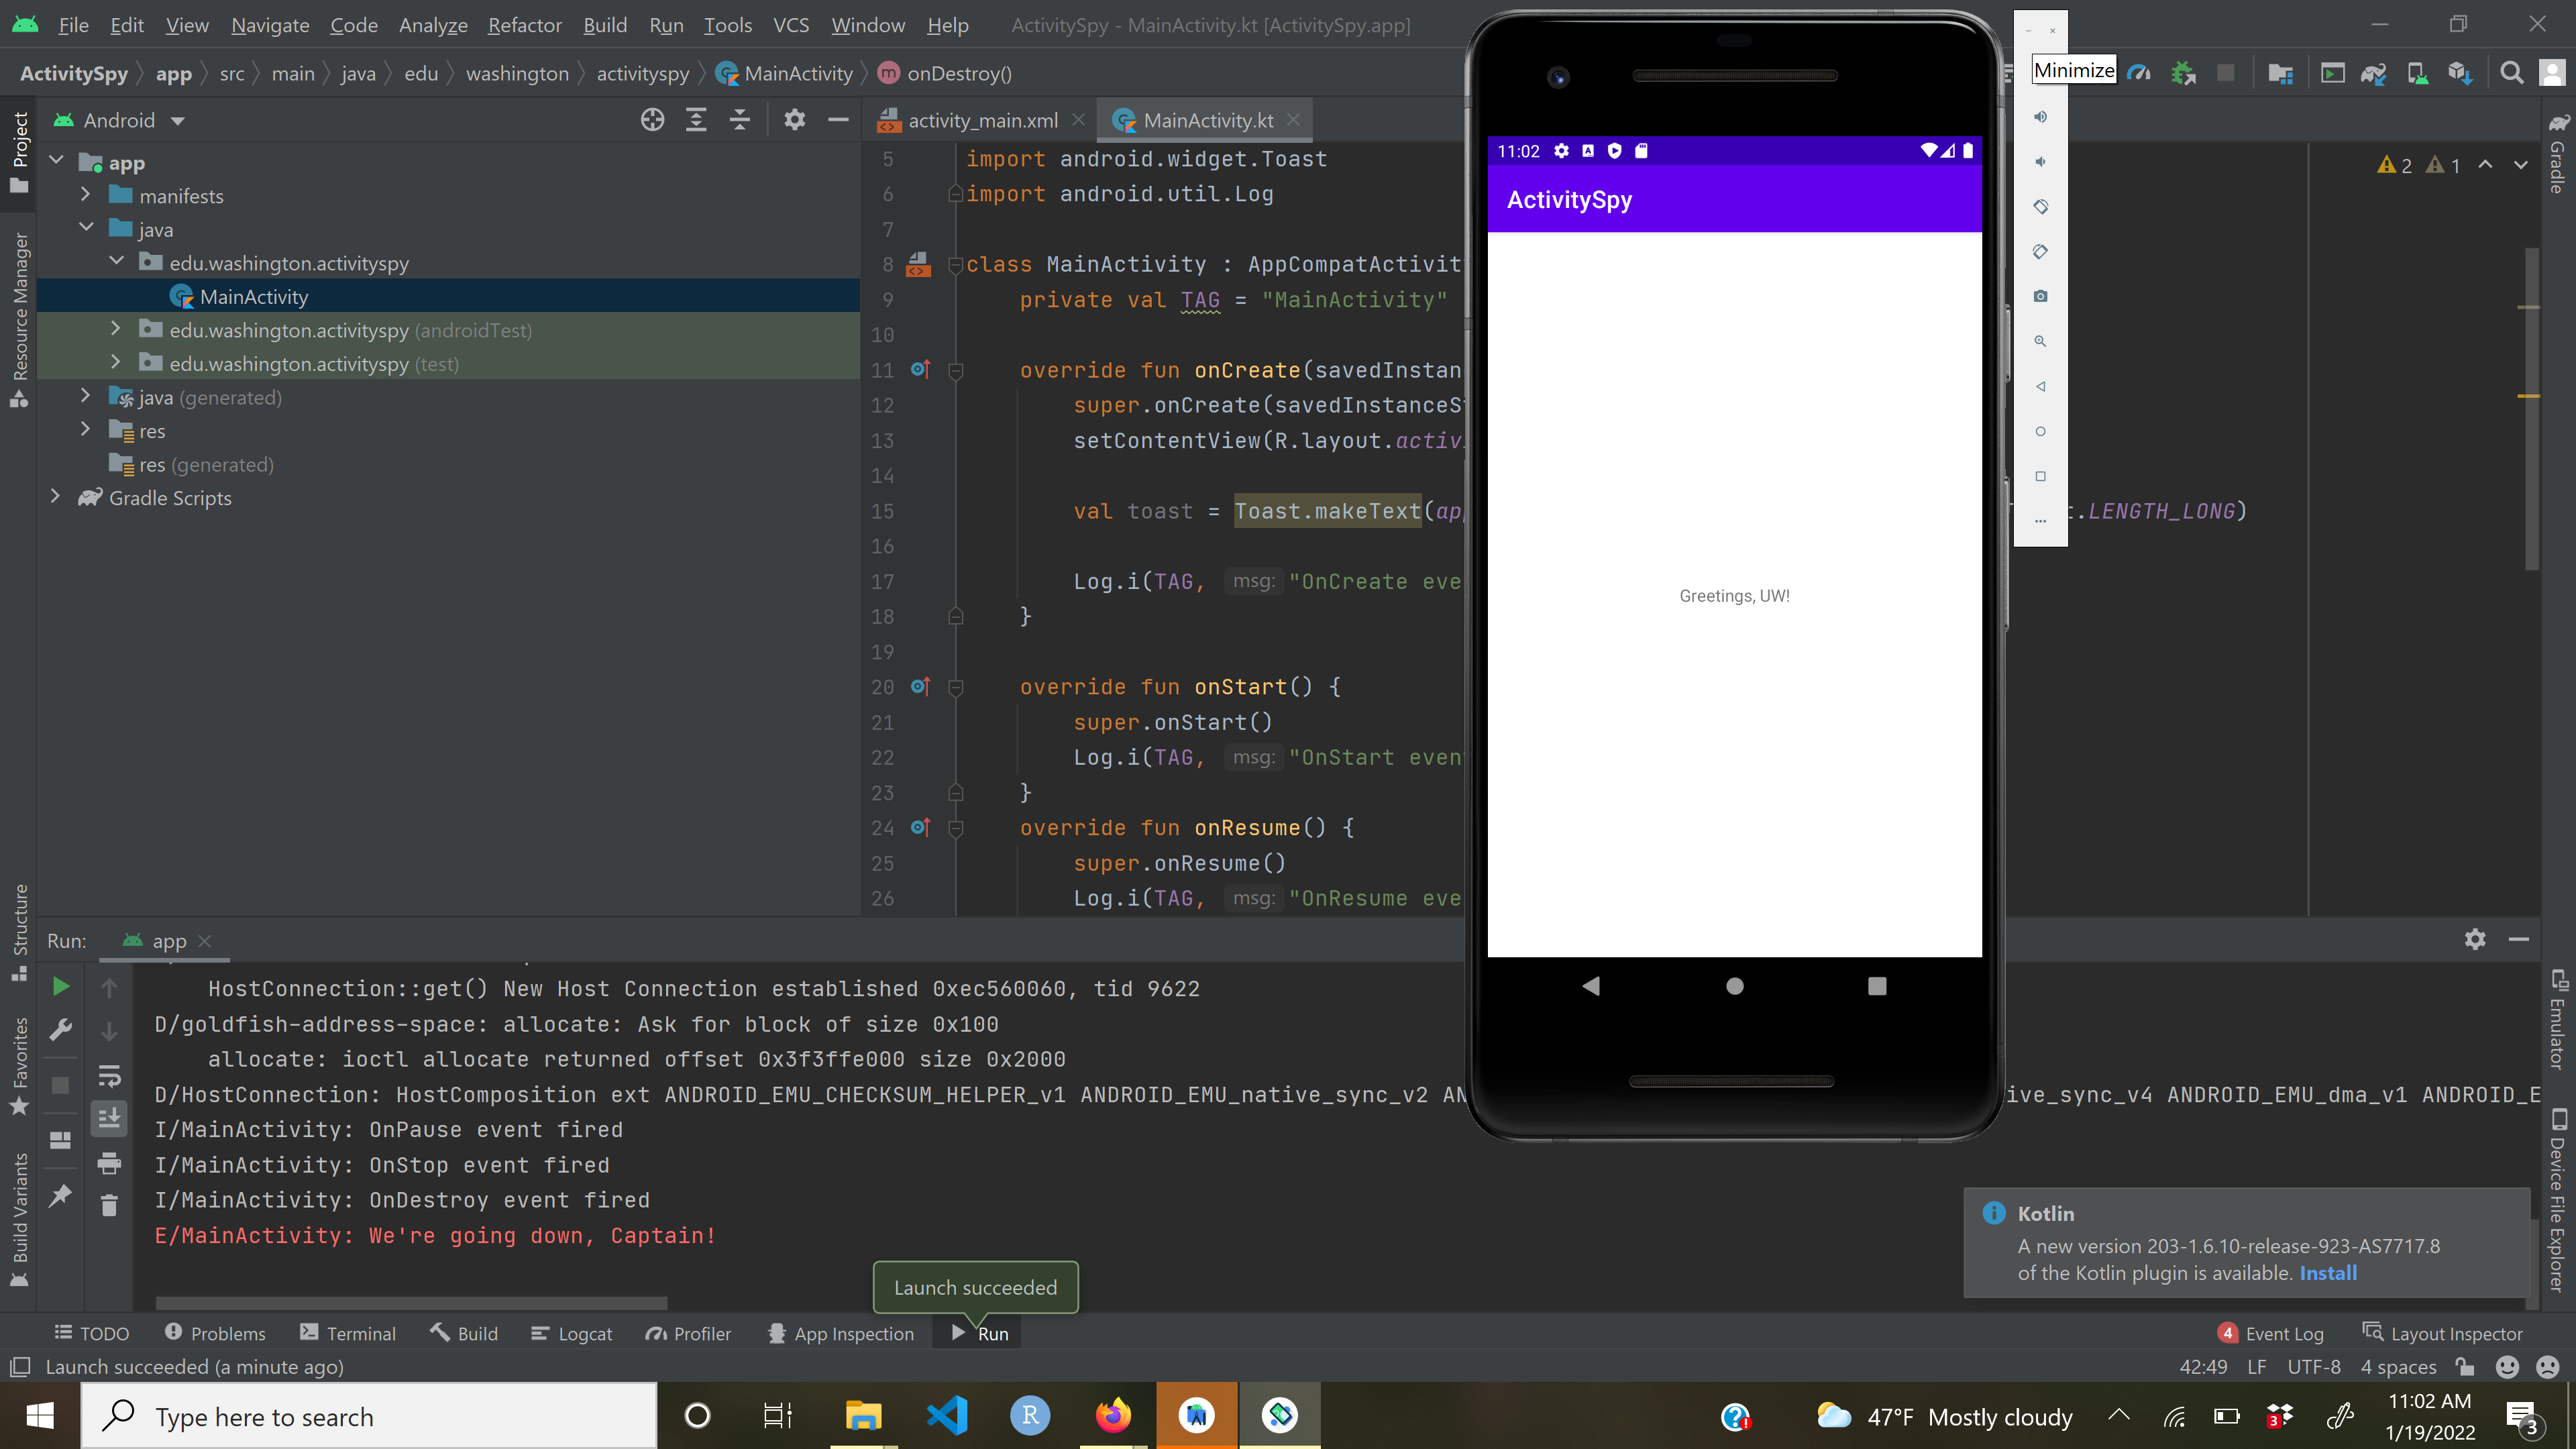 File Edit View Navigate Code Analyze Refactor Build Run Tools VCS Window Help ActivitySpy - MainActivity.kt [ActivitySpy.app]
ActivitySpy app src main java edu washington activityspy MainActivity onDestroy()
Minimize
Project
Resource Manager
Structure
Favorites
Build Variants
Android
app
manifests
java
edu.washington.activityspy
MainActivity
edu.washington.activityspy (androidTest)
edu.washington.activityspy (test)
java (generated)
res
res (generated)
Gradle Scripts
activity_main.xml MainActivity.kt
2 1
5 import android.widget.Toast
6 import android.util.Log
7
8 class MainActivity : AppCompatActivit
9 private val TAG = "MainActivity"
10
11 override fun onCreate(savedInstan
12 super.onCreate(savedInstanceSt
13 setContentView(R.layout.activ
14
15 val toast = Toast.makeText(app t.LENGTH_LONG)
16
17 Log.i(TAG, msg: "OnCreate eve
18 }
19
20 override fun onStart() {
21 super.onStart()
22 Log.i(TAG, msg: "OnStart even
23 }
24 override fun onResume() {
25 super.onResume()
26 Log.i(TAG, msg: "OnResume eve
11:02
ActivitySpy
Greetings, UW!
Gradle
Emulator
Device File Explorer
Run: app
HostConnection::get() New Host Connection established 0xec560060, tid 9622
D/goldfish-address-space: allocate: Ask for block of size 0x100
allocate: ioctl allocate returned offset 0x3f3ffe000 size 0x2000
D/HostConnection: HostComposition ext ANDROID_EMU_CHECKSUM_HELPER_v1 ANDROID_EMU_native_sync_v2 AN ive_sync_v4 ANDROID_EMU_dma_v1 ANDROID_E
I/MainActivity: OnPause event fired
I/MainActivity: OnStop event fired
I/MainActivity: OnDestroy event fired
E/MainActivity: We're going down, Captain!
Launch succeeded
Kotlin
A new version 203-1.6.10-release-923-AS7717.8
of the Kotlin plugin is available. Install
TODO Problems Terminal Build Logcat Profiler App Inspection Run 4 Event Log Layout Inspector
Launch succeeded (a minute ago) 42:49 LF UTF-8 4 spaces
Type here to search
R
47°F Mostly cloudy
3
11:02 AM
1/19/2022
3